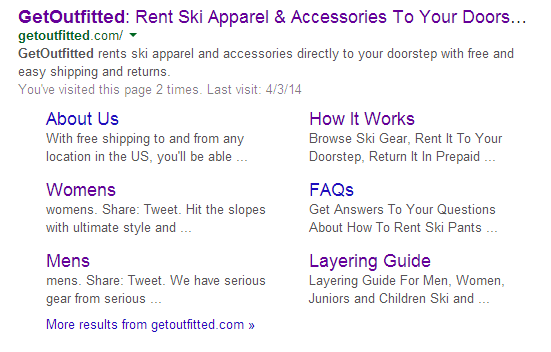 GetOutfitted: Rent Ski Apparel & Accessories To Your Doors...
getoutfitted.com/
GetOutfitted rents ski apparel and accessories directly to your doorstep with free and
easy shipping and returns.
You've visited this page 2 times. Last visit: 4/3/14
About Us
With free shipping to and from any
location in the US, you'll be able ...
How It Works
Browse Ski Gear, Rent It To Your
Doorstep, Return It In Prepaid ...
Womens
womens. Share: Tweet. Hit the slopes
with ultimate style and ...
FAQs
Get Answers To Your Questions
About How To Rent Ski Pants ...
Mens
mens. Share: Tweet. We have serious
gear from serious ...
Layering Guide
Layering Guide For Men, Women,
Juniors and Children Ski and ...
More results from getoutfitted.com »